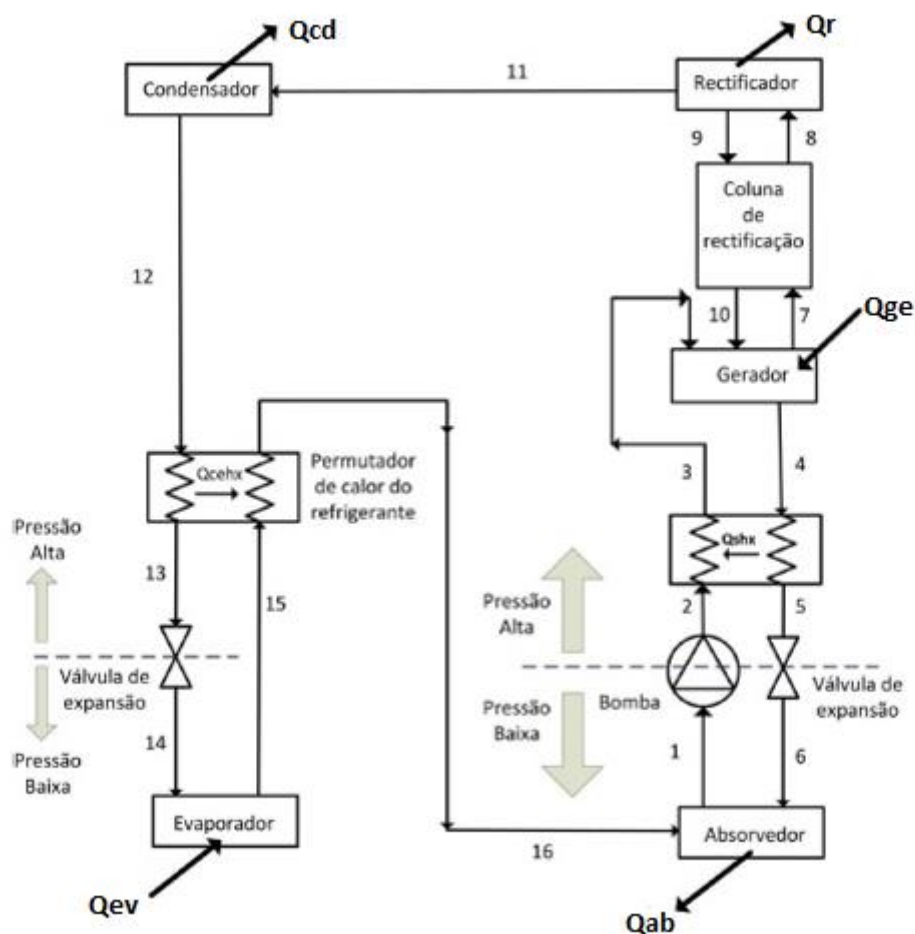 Qcd
Qr
Condensador
11
Rectificador
9
8
Coluna
de
rectificação
12
10
7
Qge
Gerador
Qcehx
Permutador
de calor do
refrigerante
3
4
Pressão
Alta
13
15
Qshx
Pressão
Alta
2
5
Válvula de
expansão
Bomba
Válvula de
expansão
Pressão
Baixa
14
Pressão
Baixa
1
6
Evaporador
Absorvedor
16
Qev
Qab